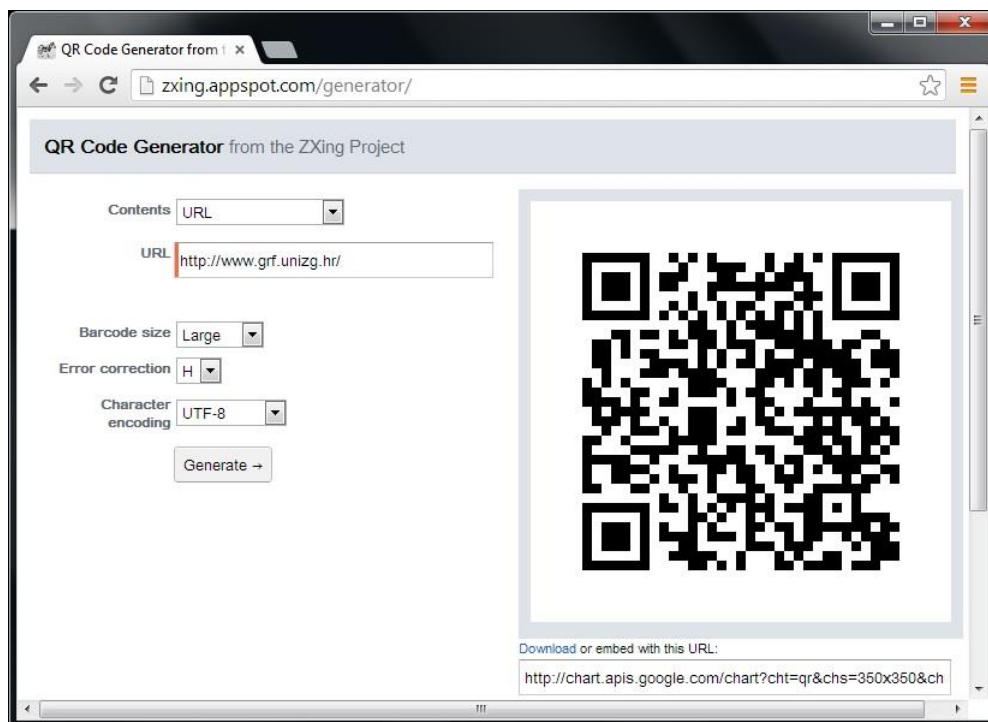 QR Code Generator from t
zxing.appspot.com/generator/
QR Code Generator from the ZXing Project
Contents URL
URL http://www.grf.unizg.hr/
Barcode size Large
Error correction H
Character
encoding UTF-8
Generate →
Download or embed with this URL:
http://chart.apis.google.com/chart?cht=qr&chs=350x350&ch